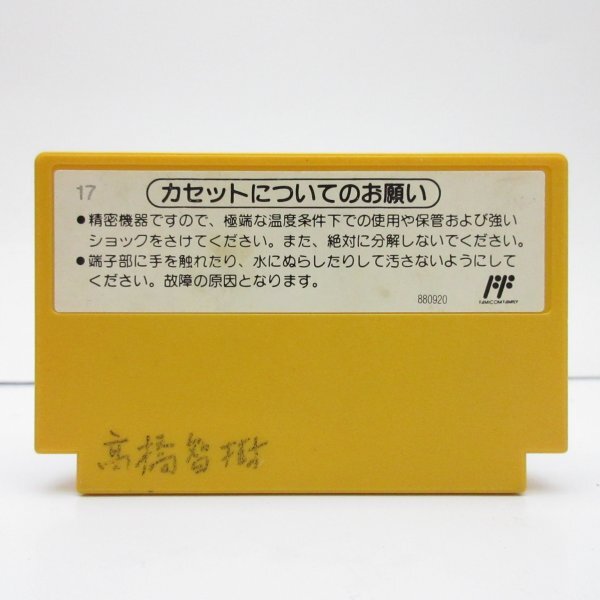 17
カセットについてのお願い
●精密機器ですので、極端な温度条件下での使用や保管および強い
ショックをさけてください。また、絶対に分解しないでください。
●端子部に手を触れたり、水にぬらしたりして汚さないようにして
ください。故障の原因となります。
880920
FAMICOM FAMILY
高橋智樹